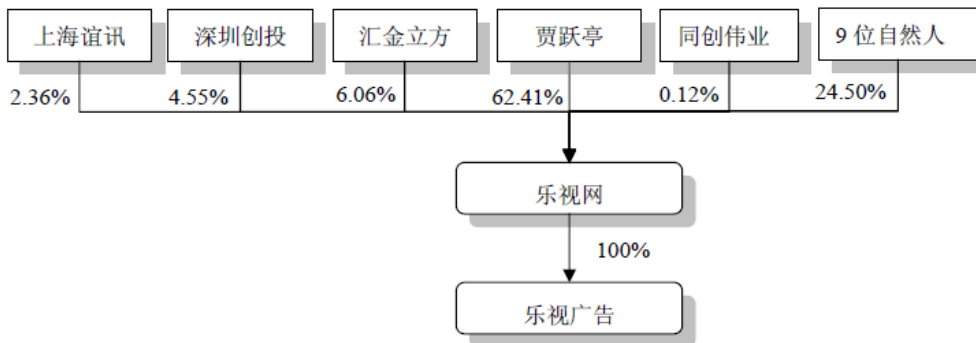 上海谊讯 深圳创投 汇金立方 贾跃亭 同创伟业 9 位自然人
2.36% 4.55% 6.06% 62.41% 0.12% 24.50%
乐视网
100%
乐视广告